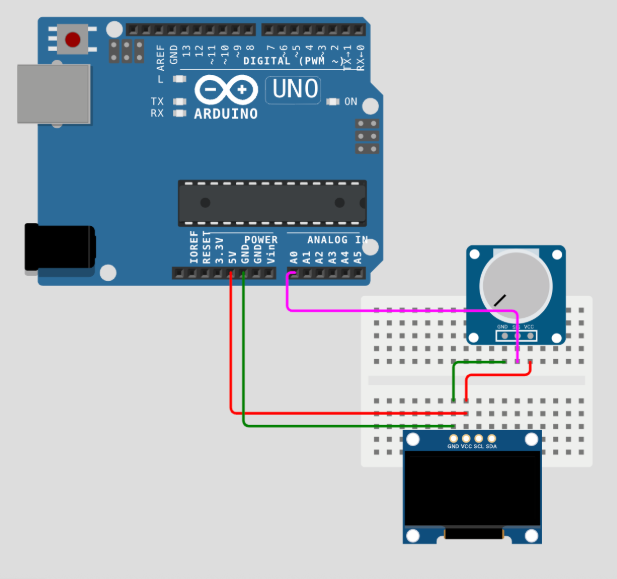 AREF
GND
13
12
~11
~10
~9
8
7
~6
~5
4
~3
~2
TX→1
RX←0
DIGITAL (PWM ~)
L
TX
RX
ARDUINO
UNO
ON
IOREF
RESET
3.3V
5V
GND
GND
Vin
POWER
A0
A1
A2
A3
A4
A5
ANALOG IN
GND SIG VCC
GND VCC SCL SDA